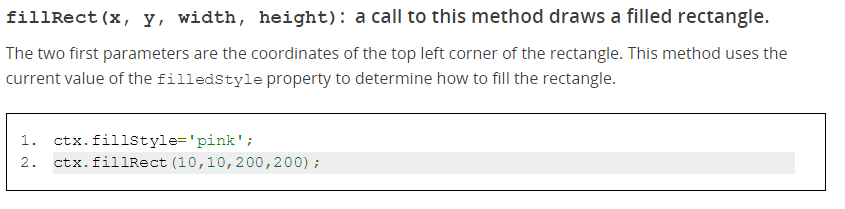 fillRect(x, y, width, height): a call to this method draws a filled rectangle.
The two first parameters are the coordinates of the top left corner of the rectangle. This method uses the
current value of the filledStyle property to determine how to fill the rectangle.
1. ctx.fillStyle='pink';
2. ctx.fillRect(10,10,200,200);